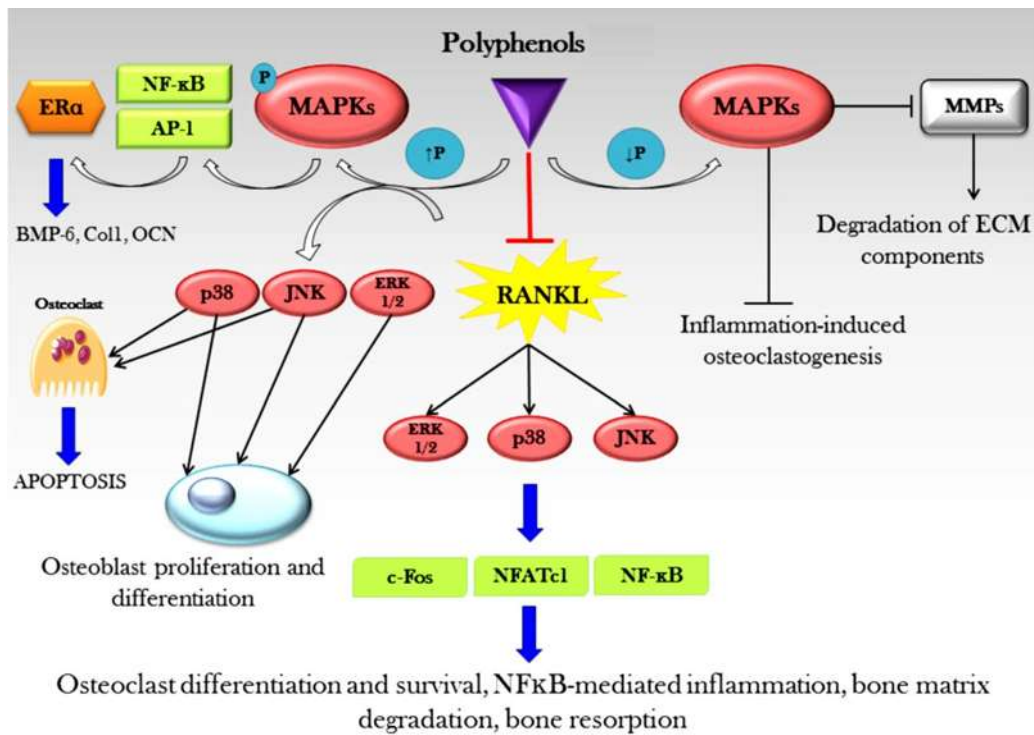 Polyphenols
ERα
NF-κB
AP-1
P
MAPKs
↑P
↓P
MAPKs
MMPs
BMP-6, Col1, OCN
Degradation of ECM
components
p38
JNK
ERK
1/2
RANKL
Inflammation-induced
osteoclastogenesis
Osteoclast
APOPTOSIS
ERK
1/2
p38
JNK
Osteoblast proliferation and
differentiation
c-Fos
NFATc1
NF-κB
Osteoclast differentiation and survival, NFκB-mediated inflammation, bone matrix
degradation, bone resorption